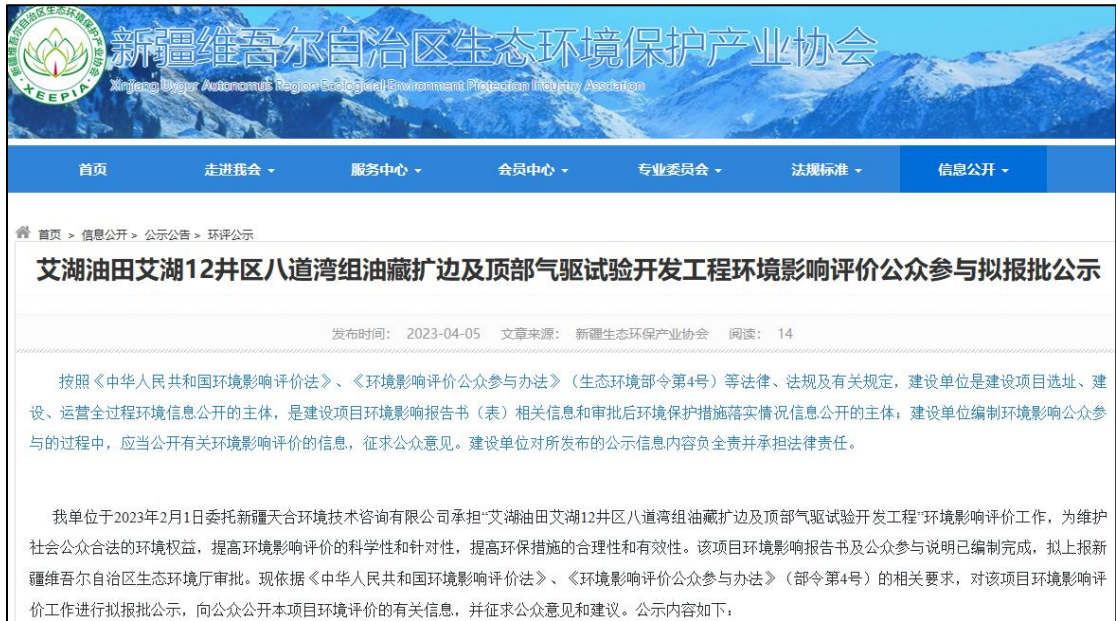 新疆维吾尔自治区生态环境保护产业协会
Xinjiang Uygur Autonomous Region Ecological Environment Protection Industry Association
XEEPIA
首页 走进我会 服务中心 会员中心 专业委员会 法规标准 信息公开
首页 > 信息公开 > 公示公告 > 环评公示
艾湖油田艾湖12井区八道湾组油藏扩边及顶部气驱试验开发工程环境影响评价公众参与拟报批公示
发布时间： 2023-04-05 文章来源： 新疆生态环保产业协会 阅读： 14
按照《中华人民共和国环境影响评价法》、《环境影响评价公众参与办法》（生态环境部令第4号）等法律、法规及有关规定，建设单位是建设项目选址、建
设、运营全过程环境信息公开的主体，是建设项目环境影响报告书（表）相关信息和审批后环境保护措施落实情况信息公开的主体；建设单位编制环境影响公众参
与的过程中，应当公开有关环境影响评价的信息，征求公众意见。建设单位对所发布的公示信息内容负全责并承担法律责任。
我单位于2023年2月1日委托新疆天合环境技术咨询有限公司承担“艾湖油田艾湖12井区八道湾组油藏扩边及顶部气驱试验开发工程”环境影响评价工作，为维护
社会公众合法的环境权益，提高环境影响评价的科学性和针对性，提高环保措施的合理性和有效性。该项目环境影响报告书及公众参与说明已编制完成，拟上报新
疆维吾尔自治区生态环境厅审批。现依据《中华人民共和国环境影响评价法》、《环境影响评价公众参与办法》（部令第4号）的相关要求，对该项目环境影响评
价工作进行拟报批公示，向公众公开本项目环境评价的有关信息，并征求公众意见和建议。公示内容如下：